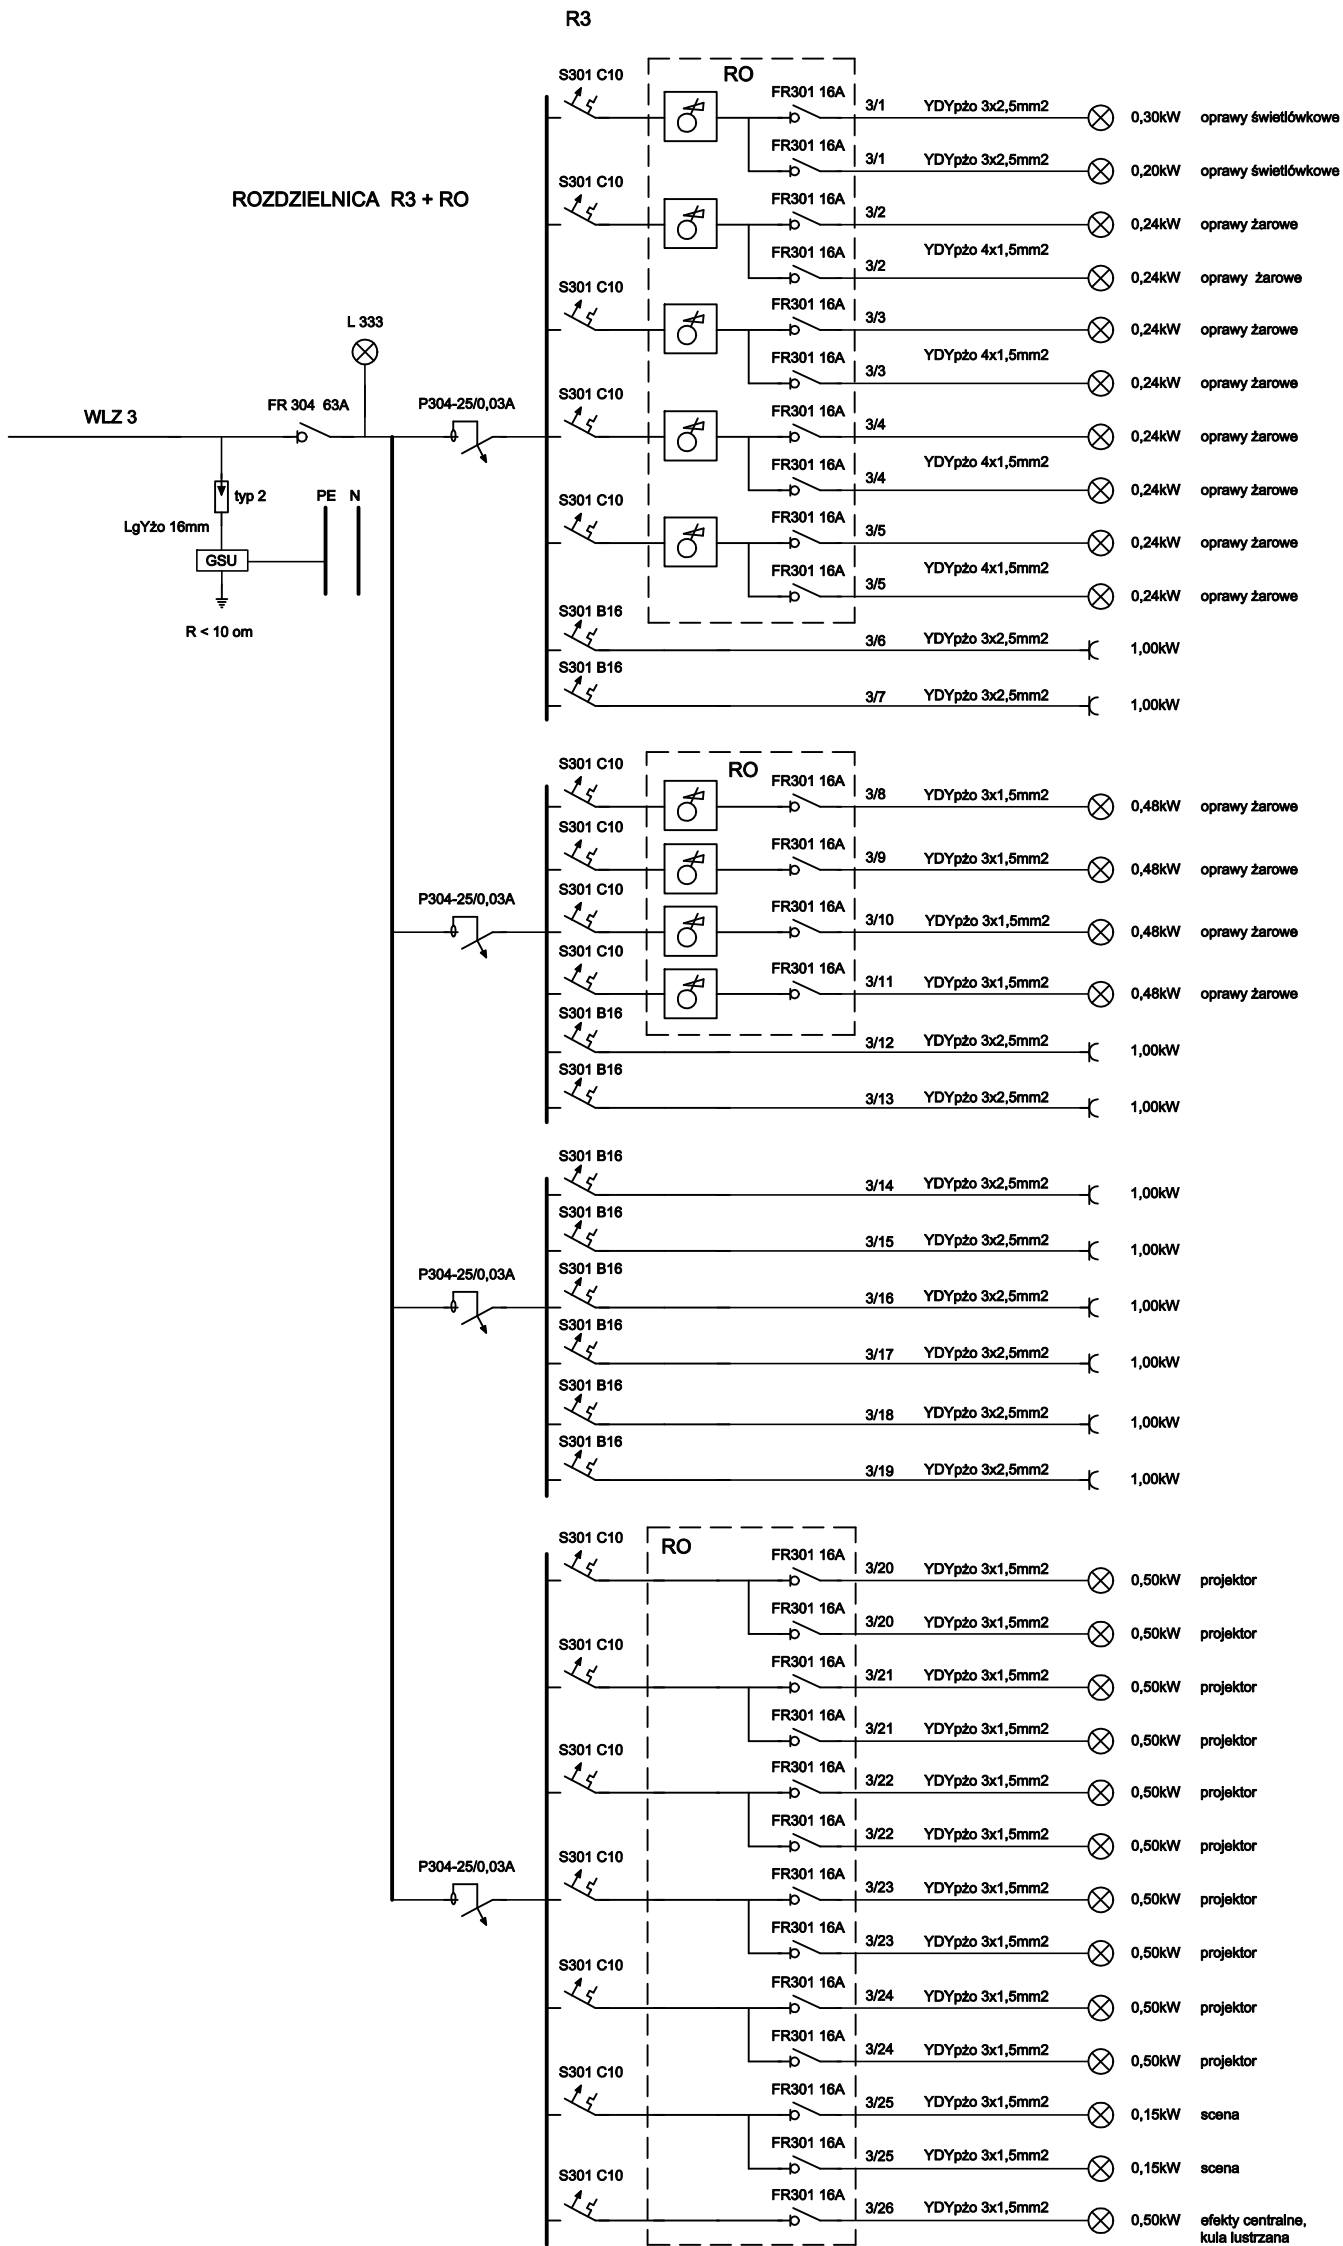 R3
ROZDZIELNICA R3 + RO
WLZ 3
FR 304 63A
L 333
typ 2
PE N
LgYżo 16mm
GSU
R < 10 om
P304-25/0,03A
RO
S301 C10
FR301 16A 3/1 YDYpżo 3x2,5mm2 0,30kW oprawy świetlówkowe
FR301 16A 3/1 YDYpżo 3x2,5mm2 0,20kW oprawy świetlówkowe
S301 C10
FR301 16A 3/2 0,24kW oprawy żarowe
YDYpżo 4x1,5mm2
FR301 16A 3/2 0,24kW oprawy żarowe
S301 C10
FR301 16A 3/3 0,24kW oprawy żarowe
YDYpżo 4x1,5mm2
FR301 16A 3/3 0,24kW oprawy żarowe
S301 C10
FR301 16A 3/4 0,24kW oprawy żarowe
YDYpżo 4x1,5mm2
FR301 16A 3/4 0,24kW oprawy żarowe
S301 C10
FR301 16A 3/5 0,24kW oprawy żarowe
YDYpżo 4x1,5mm2
FR301 16A 3/5 0,24kW oprawy żarowe
S301 B16 3/6 YDYpżo 3x2,5mm2 1,00kW
S301 B16 3/7 YDYpżo 3x2,5mm2 1,00kW
P304-25/0,03A
RO
S301 C10 FR301 16A 3/8 YDYpżo 3x1,5mm2 0,48kW oprawy żarowe
S301 C10 FR301 16A 3/9 YDYpżo 3x1,5mm2 0,48kW oprawy żarowe
S301 C10 FR301 16A 3/10 YDYpżo 3x1,5mm2 0,48kW oprawy żarowe
S301 C10 FR301 16A 3/11 YDYpżo 3x1,5mm2 0,48kW oprawy żarowe
S301 B16 3/12 YDYpżo 3x2,5mm2 1,00kW
S301 B16 3/13 YDYpżo 3x2,5mm2 1,00kW
P304-25/0,03A
S301 B16 3/14 YDYpżo 3x2,5mm2 1,00kW
S301 B16 3/15 YDYpżo 3x2,5mm2 1,00kW
S301 B16 3/16 YDYpżo 3x2,5mm2 1,00kW
S301 B16 3/17 YDYpżo 3x2,5mm2 1,00kW
S301 B16 3/18 YDYpżo 3x2,5mm2 1,00kW
S301 B16 3/19 YDYpżo 3x2,5mm2 1,00kW
P304-25/0,03A
RO
S301 C10 FR301 16A 3/20 YDYpżo 3x1,5mm2 0,50kW projektor
FR301 16A 3/20 YDYpżo 3x1,5mm2 0,50kW projektor
S301 C10 FR301 16A 3/21 YDYpżo 3x1,5mm2 0,50kW projektor
FR301 16A 3/21 YDYpżo 3x1,5mm2 0,50kW projektor
S301 C10 FR301 16A 3/22 YDYpżo 3x1,5mm2 0,50kW projektor
FR301 16A 3/22 YDYpżo 3x1,5mm2 0,50kW projektor
S301 C10 FR301 16A 3/23 YDYpżo 3x1,5mm2 0,50kW projektor
FR301 16A 3/23 YDYpżo 3x1,5mm2 0,50kW projektor
S301 C10 FR301 16A 3/24 YDYpżo 3x1,5mm2 0,50kW projektor
FR301 16A 3/24 YDYpżo 3x1,5mm2 0,50kW projektor
S301 C10 FR301 16A 3/25 YDYpżo 3x1,5mm2 0,15kW scena
FR301 16A 3/25 YDYpżo 3x1,5mm2 0,15kW scena
S301 C10 FR301 16A 3/26 YDYpżo 3x1,5mm2 0,50kW efekty centralne,
kula lustrzana